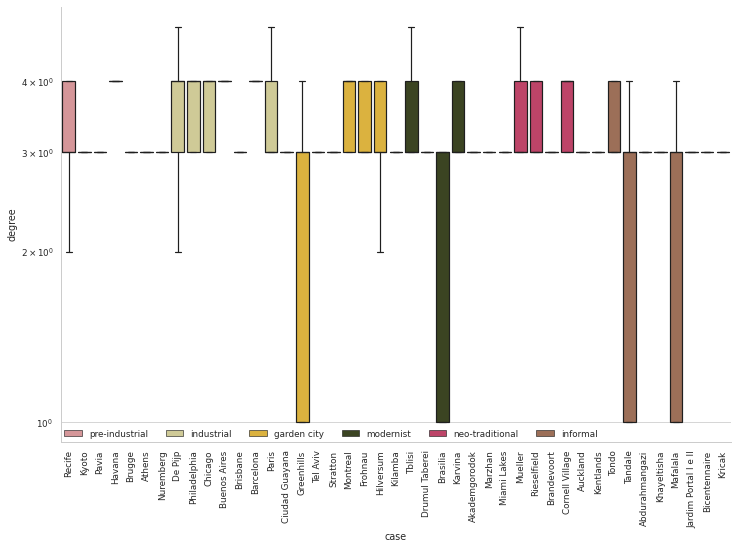 4 × 10⁰
3 × 10⁰
2 × 10⁰
10⁰
degree
pre-industrial industrial garden city modernist neo-traditional informal
Recife
Kyoto
Pavia
Havana
Brugge
Athens
Nuremberg
De Pijp
Philadelphia
Chicago
Buenos Aires
Brisbane
Barcelona
Paris
Ciudad Guayana
Greenhills
Tel Aviv
Stratton
Montreal
Frohnau
Hilversum
Kilamba
Tblisi
Drumul Taberei
Brasilia
Karvina
Akademgorodok
Marzhan
Miami Lakes
Mueller
Rieselfield
Brandevoort
Cornell Village
Auckland
Kentlands
Tondo
Tandale
Abdurahmangazi
Khayeltisha
Mafalala
Jardim Portal I e II
Bicentennaire
Kricak
case